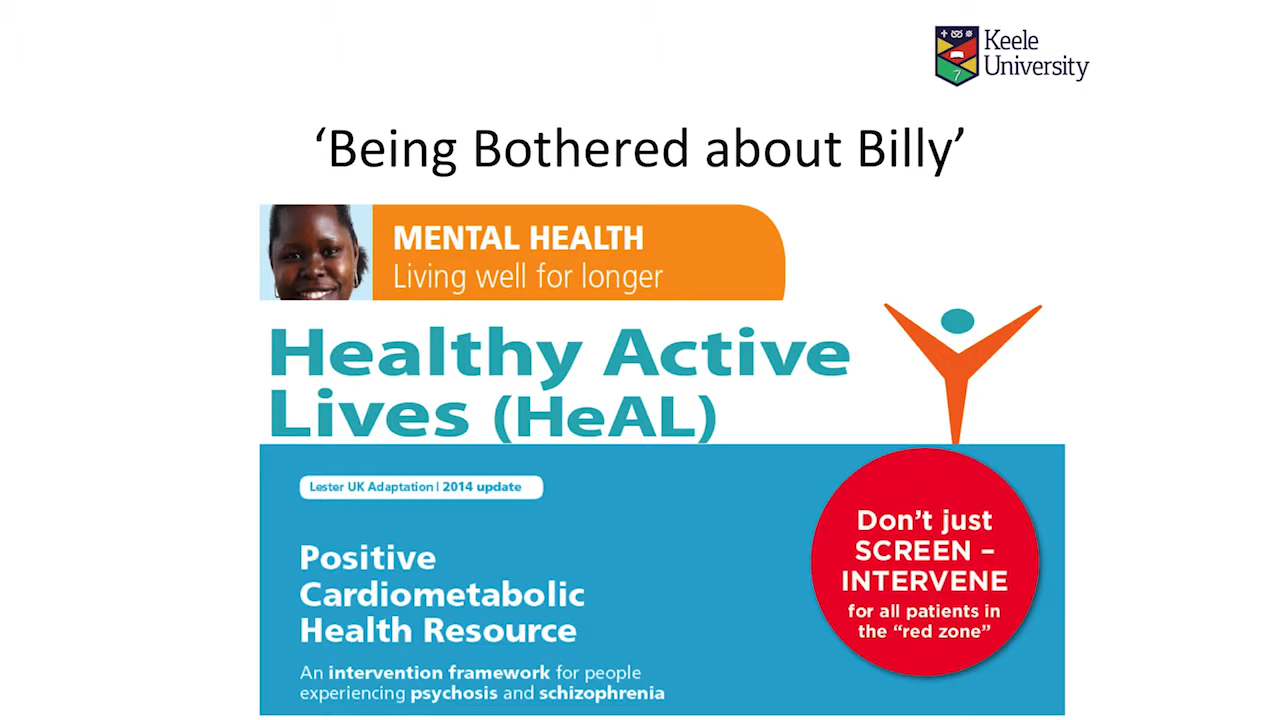 Keele
University
‘Being Bothered about Billy’
MENTAL HEALTH
Living well for longer
Healthy Active
Lives (HeAL)
Lester UK Adaptation | 2014 update
Positive
Cardiometabolic
Health Resource
An intervention framework for people
experiencing psychosis and schizophrenia
Don’t just
SCREEN –
INTERVENE
for all patients in
the “red zone”